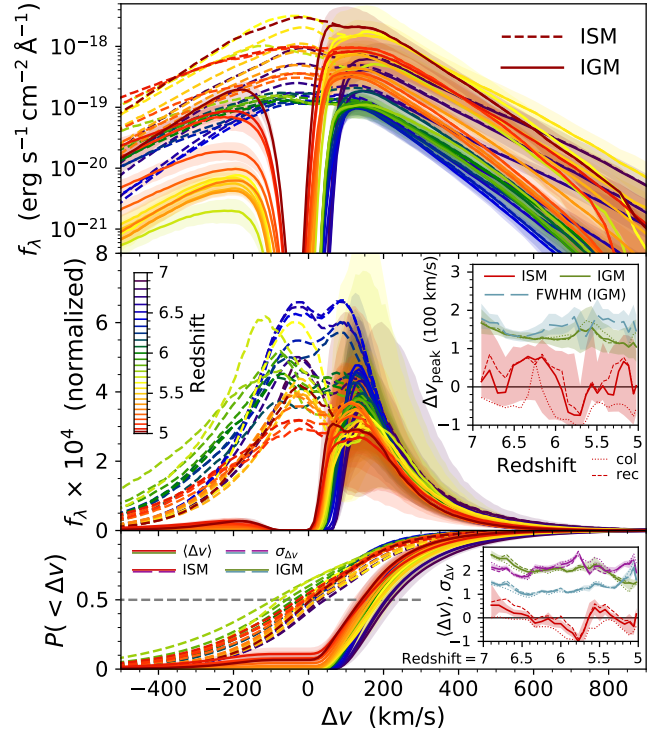 f_λ (erg s⁻¹ cm⁻² Å⁻¹)
10⁻¹⁸
10⁻¹⁹
10⁻²⁰
10⁻²¹
ISM
IGM
f_λ × 10⁴ (normalized)
8
6
4
2
0
7
6.5
6
5.5
5
Redshift
ISM
IGM
FWHM (IGM)
Δv_peak (100 km/s)
3
2
1
0
−1
6.5
6
5.5
5
Redshift
col
rec
P(< Δv)
0.5
0
⟨Δv⟩
σ_Δv
ISM
IGM
⟨Δv⟩, σ_Δv
3
2
1
0
−1
Redshift =
7
6.5
6
5.5
5
−400
−200
0
200
400
600
800
Δv (km/s)